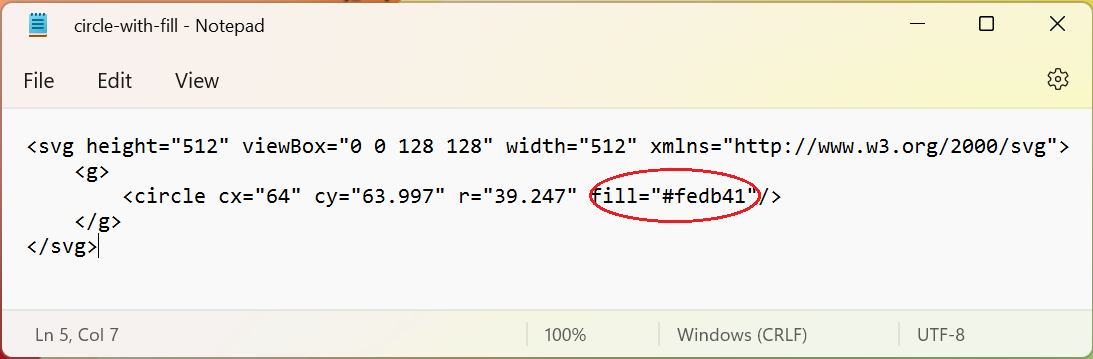 circle-with-fill - Notepad
File Edit View
<svg height="512" viewBox="0 0 128 128" width="512" xmlns="http://www.w3.org/2000/svg">
    <g>
        <circle cx="64" cy="63.997" r="39.247" fill="#fedb41"/>
    </g>
</svg>
Ln 5, Col 7 100% Windows (CRLF) UTF-8